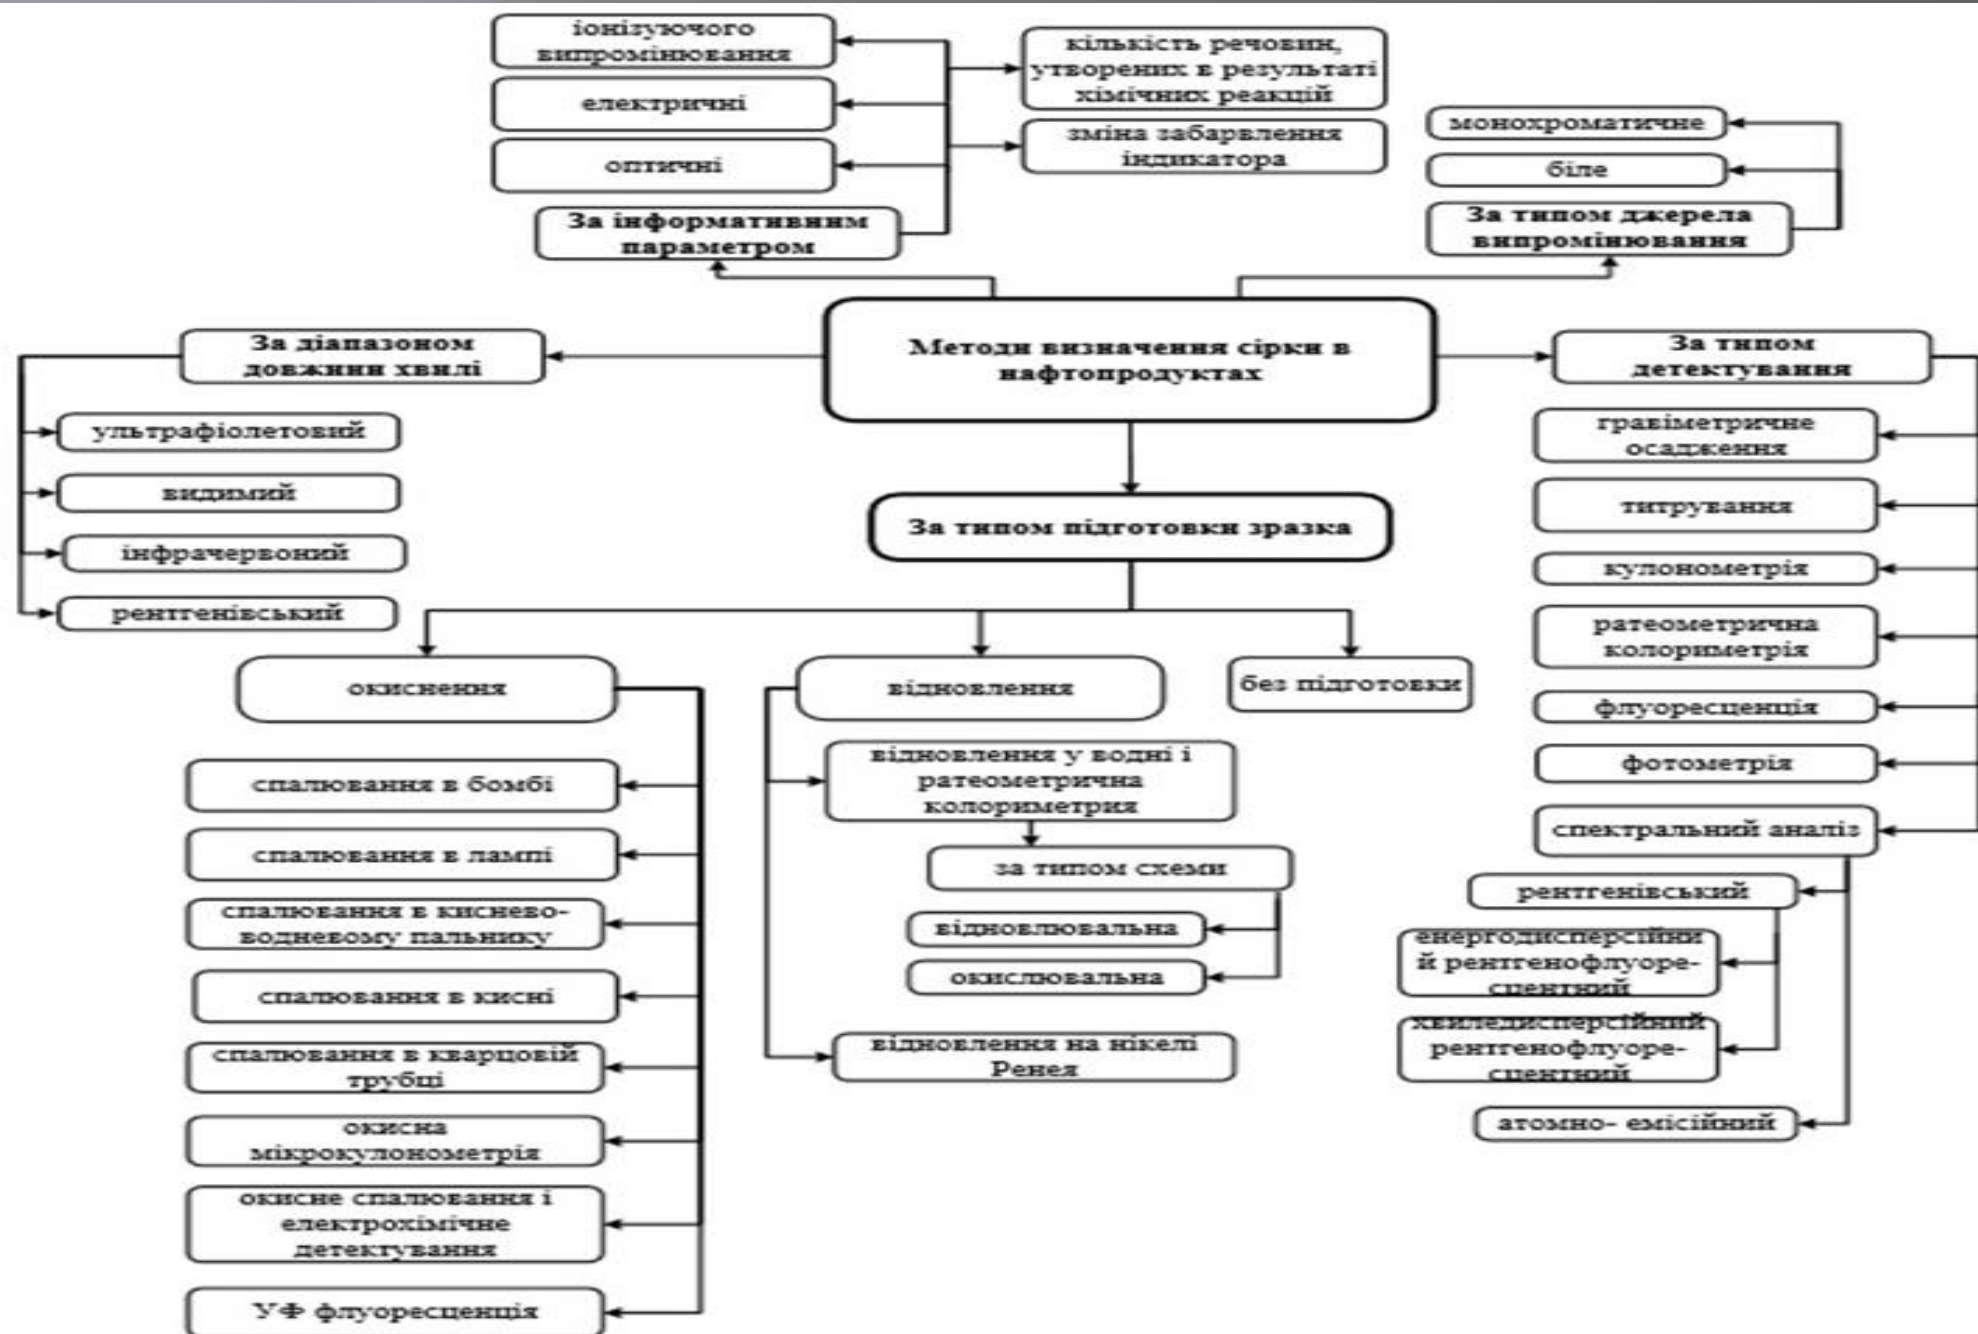 іонізуючого
випромінювання
електричні
оптичні
За інформативним
параметром
кількість речовин,
утворених в результаті
хімічних реакцій
зміна забарвлення
індикатора
монохроматичне
біле
За типом джерела
випромінювання
Методи визначення сірки в
нафтопродуктах
За діапазоном
довжини хвилі
ультрафіолетовий
видимий
інфрачервоний
рентгенівський
За типом
детектування
гравіметричне
осадження
титрування
кулонометрія
ратеометрична
колориметрія
флуоресценція
фотометрія
спектральний аналіз
рентгенівський
енергодисперсійни
й рентгенофлуоре-
сцентний
хвиледисперсійний
рентгенофлуоре-
сцентний
атомно- емісійний
За типом підготовки зразка
окиснення
спалювання в бомбі
спалювання в лампі
спалювання в киснево-
водневому пальнику
спалювання в кисні
спалювання в кварцовій
трубці
окисна
мікрокулонометрія
окисне спалювання і
електрохімічне
детектування
УФ флуоресценція
відновлення
відновлення у водні і
ратеометрична
колориметрия
за типом схеми
відновлювальна
окислювальна
відновлення на нікелі
Ренея
без підготовки